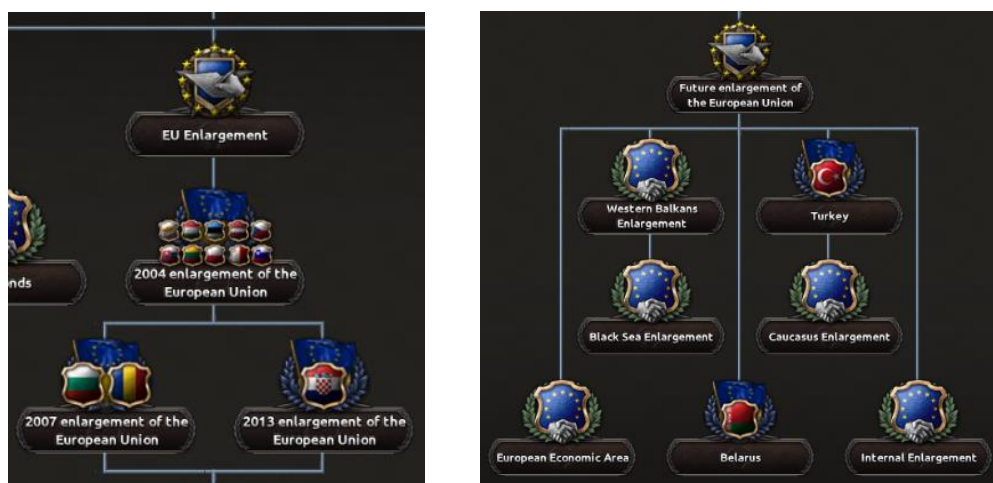 EU Enlargement
nds
2004 enlargement of the
European Union
2007 enlargement of the
European Union
2013 enlargement of the
European Union
Future enlargement of
the European Union
Western Balkans
Enlargement
Turkey
Black Sea Enlargement
Caucasus Enlargement
European Economic Area
Belarus
Internal Enlargement